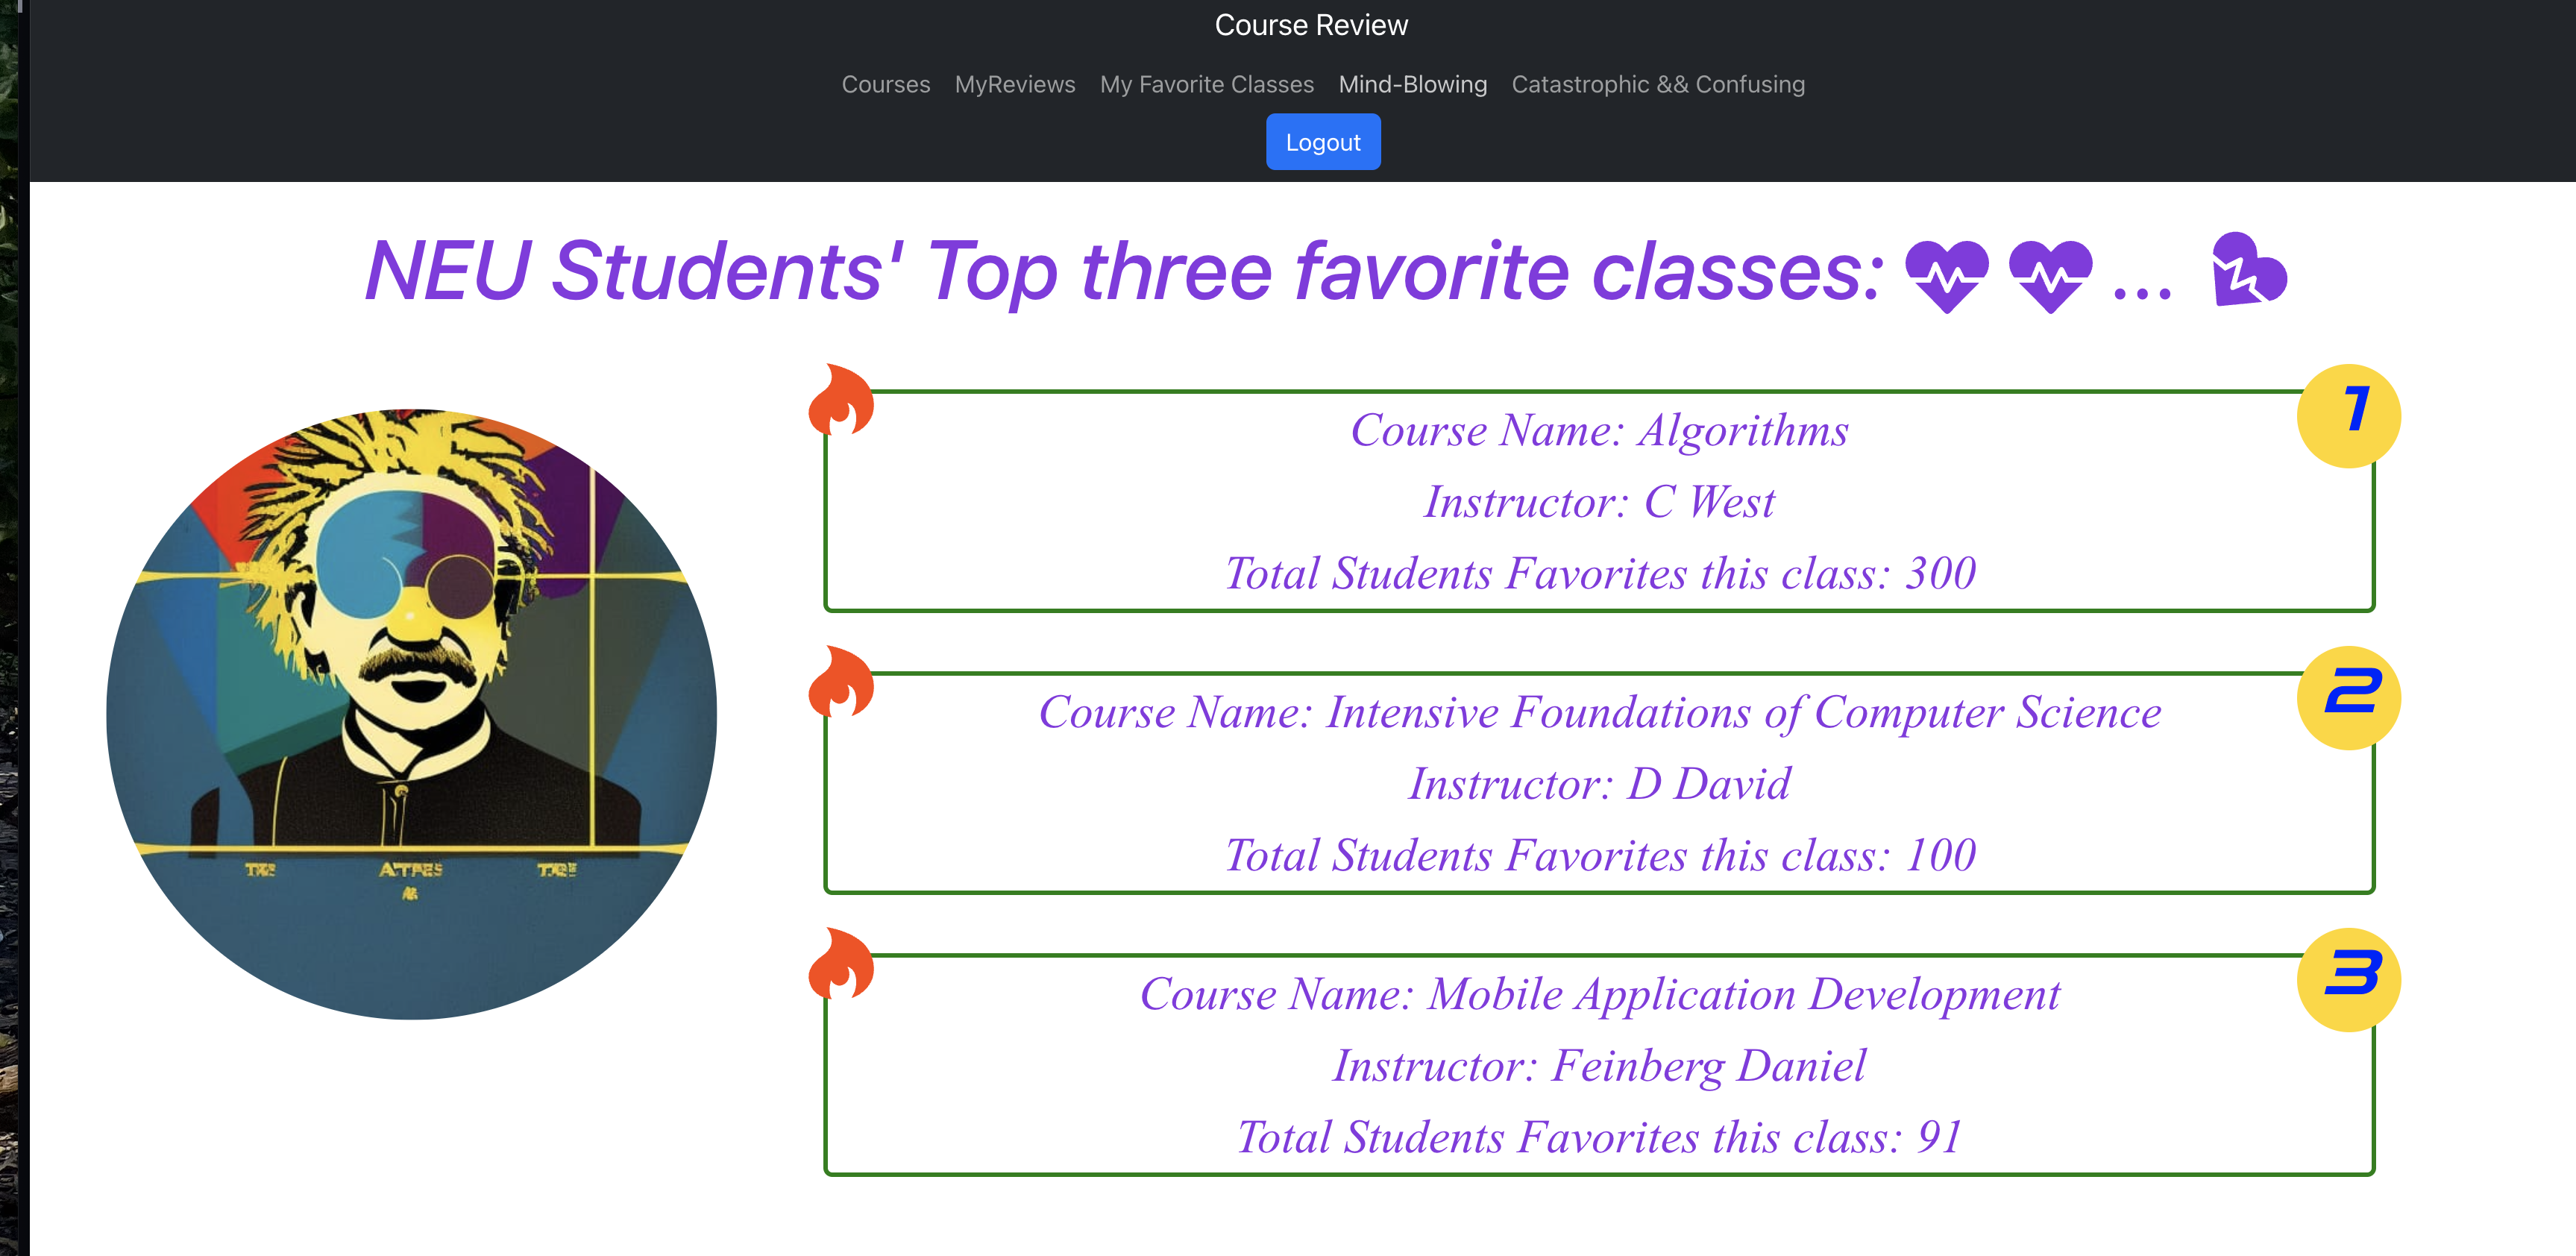 Course Review
Courses MyReviews My Favorite Classes Mind-Blowing Catastrophic && Confusing
Logout
NEU Students' Top three favorite classes: ...
1
Course Name: Algorithms
Instructor: C West
Total Students Favorites this class: 300
2
Course Name: Intensive Foundations of Computer Science
Instructor: D David
Total Students Favorites this class: 100
3
Course Name: Mobile Application Development
Instructor: Feinberg Daniel
Total Students Favorites this class: 91